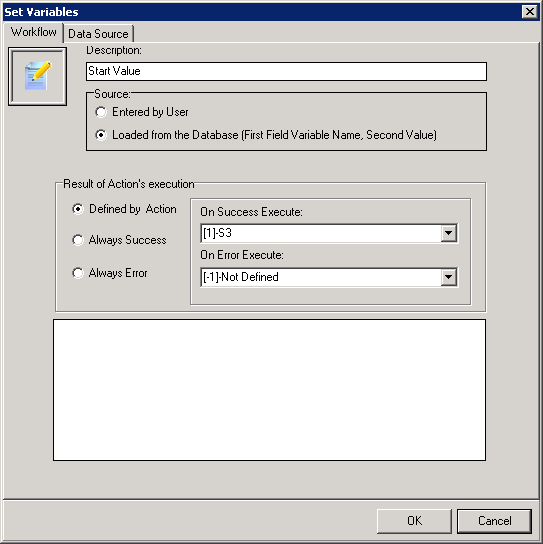 Set Variables
Workflow
Data Source
Description:
Start Value
Source:
Entered by User
Loaded from the Database (First Field Variable Name, Second Value)
Result of Action's execution
Defined by Action
Always Success
Always Error
On Success Execute:
[1]-S3
On Error Execute:
[-1]-Not Defined
OK
Cancel